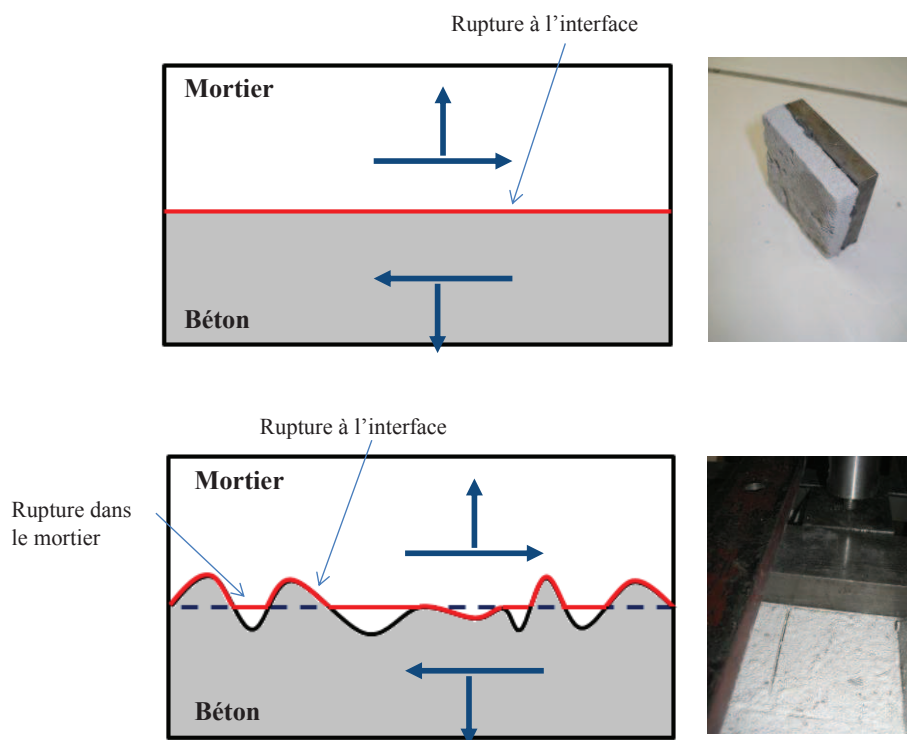 Rupture à l’interface
Mortier
Béton
Rupture à l’interface
Mortier
Rupture dans
le mortier
Béton